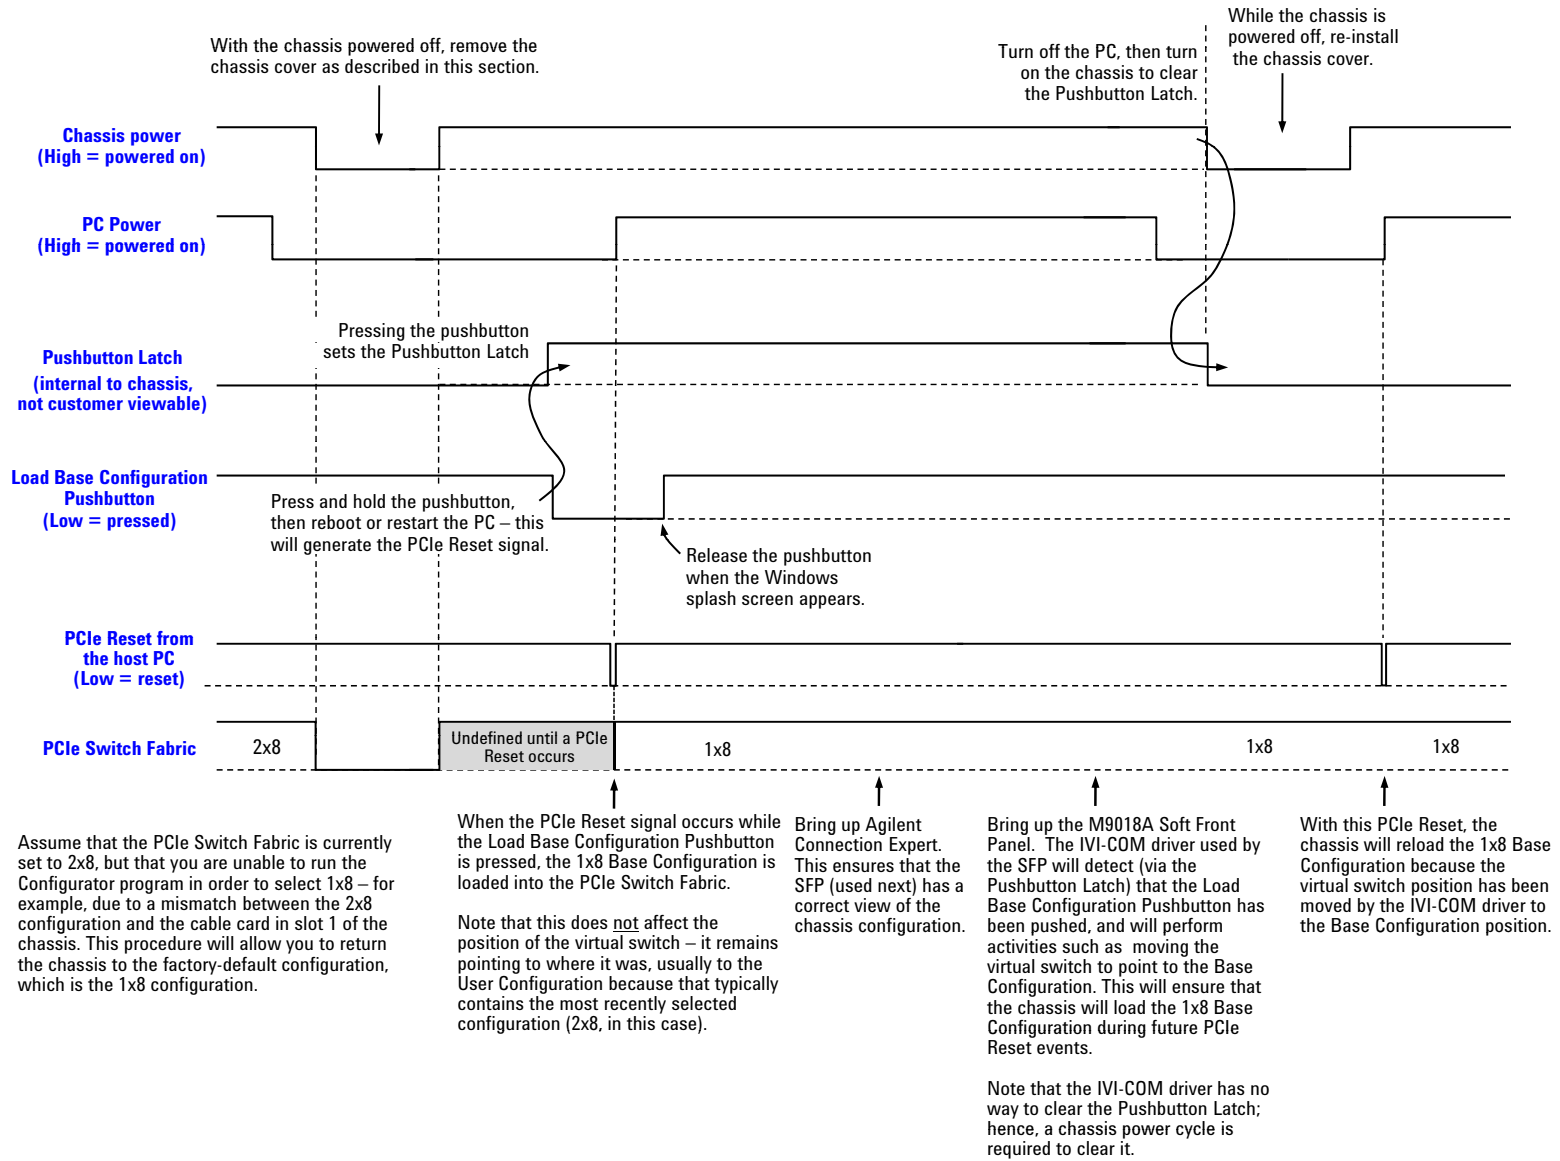 With the chassis powered off, remove the
chassis cover as described in this section.
Turn off the PC, then turn
on the chassis to clear
the Pushbutton Latch.
While the chassis is
powered off, re-install
the chassis cover.
Chassis power
(High = powered on)
PC Power
(High = powered on)
Pressing the pushbutton
sets the Pushbutton Latch
Pushbutton Latch
(internal to chassis,
not customer viewable)
Load Base Configuration
Pushbutton
(Low = pressed)
Press and hold the pushbutton,
then reboot or restart the PC – this
will generate the PCIe Reset signal.
Release the pushbutton
when the Windows
splash screen appears.
PCIe Reset from
the host PC
(Low = reset)
PCIe Switch Fabric
2x8
Undefined until a PCIe
Reset occurs
1x8
1x8
1x8
Assume that the PCIe Switch Fabric is currently
set to 2x8, but that you are unable to run the
Configurator program in order to select 1x8 – for
example, due to a mismatch between the 2x8
configuration and the cable card in slot 1 of the
chassis. This procedure will allow you to return
the chassis to the factory-default configuration,
which is the 1x8 configuration.
When the PCIe Reset signal occurs while
the Load Base Configuration Pushbutton
is pressed, the 1x8 Base Configuration is
loaded into the PCIe Switch Fabric.
Note that this does not affect the
position of the virtual switch – it remains
pointing to where it was, usually to the
User Configuration because that typically
contains the most recently selected
configuration (2x8, in this case).
Bring up Agilent
Connection Expert.
This ensures that the
SFP (used next) has a
correct view of the
chassis configuration.
Bring up the M9018A Soft Front
Panel. The IVI-COM driver used by
the SFP will detect (via the
Pushbutton Latch) that the Load
Base Configuration Pushbutton has
been pushed, and will perform
activities such as moving the
virtual switch to point to the Base
Configuration. This will ensure that
the chassis will load the 1x8 Base
Configuration during future PCIe
Reset events.
Note that the IVI-COM driver has no
way to clear the Pushbutton Latch;
hence, a chassis power cycle is
required to clear it.
With this PCIe Reset, the
chassis will reload the 1x8 Base
Configuration because the
virtual switch position has been
moved by the IVI-COM driver to
the Base Configuration position.